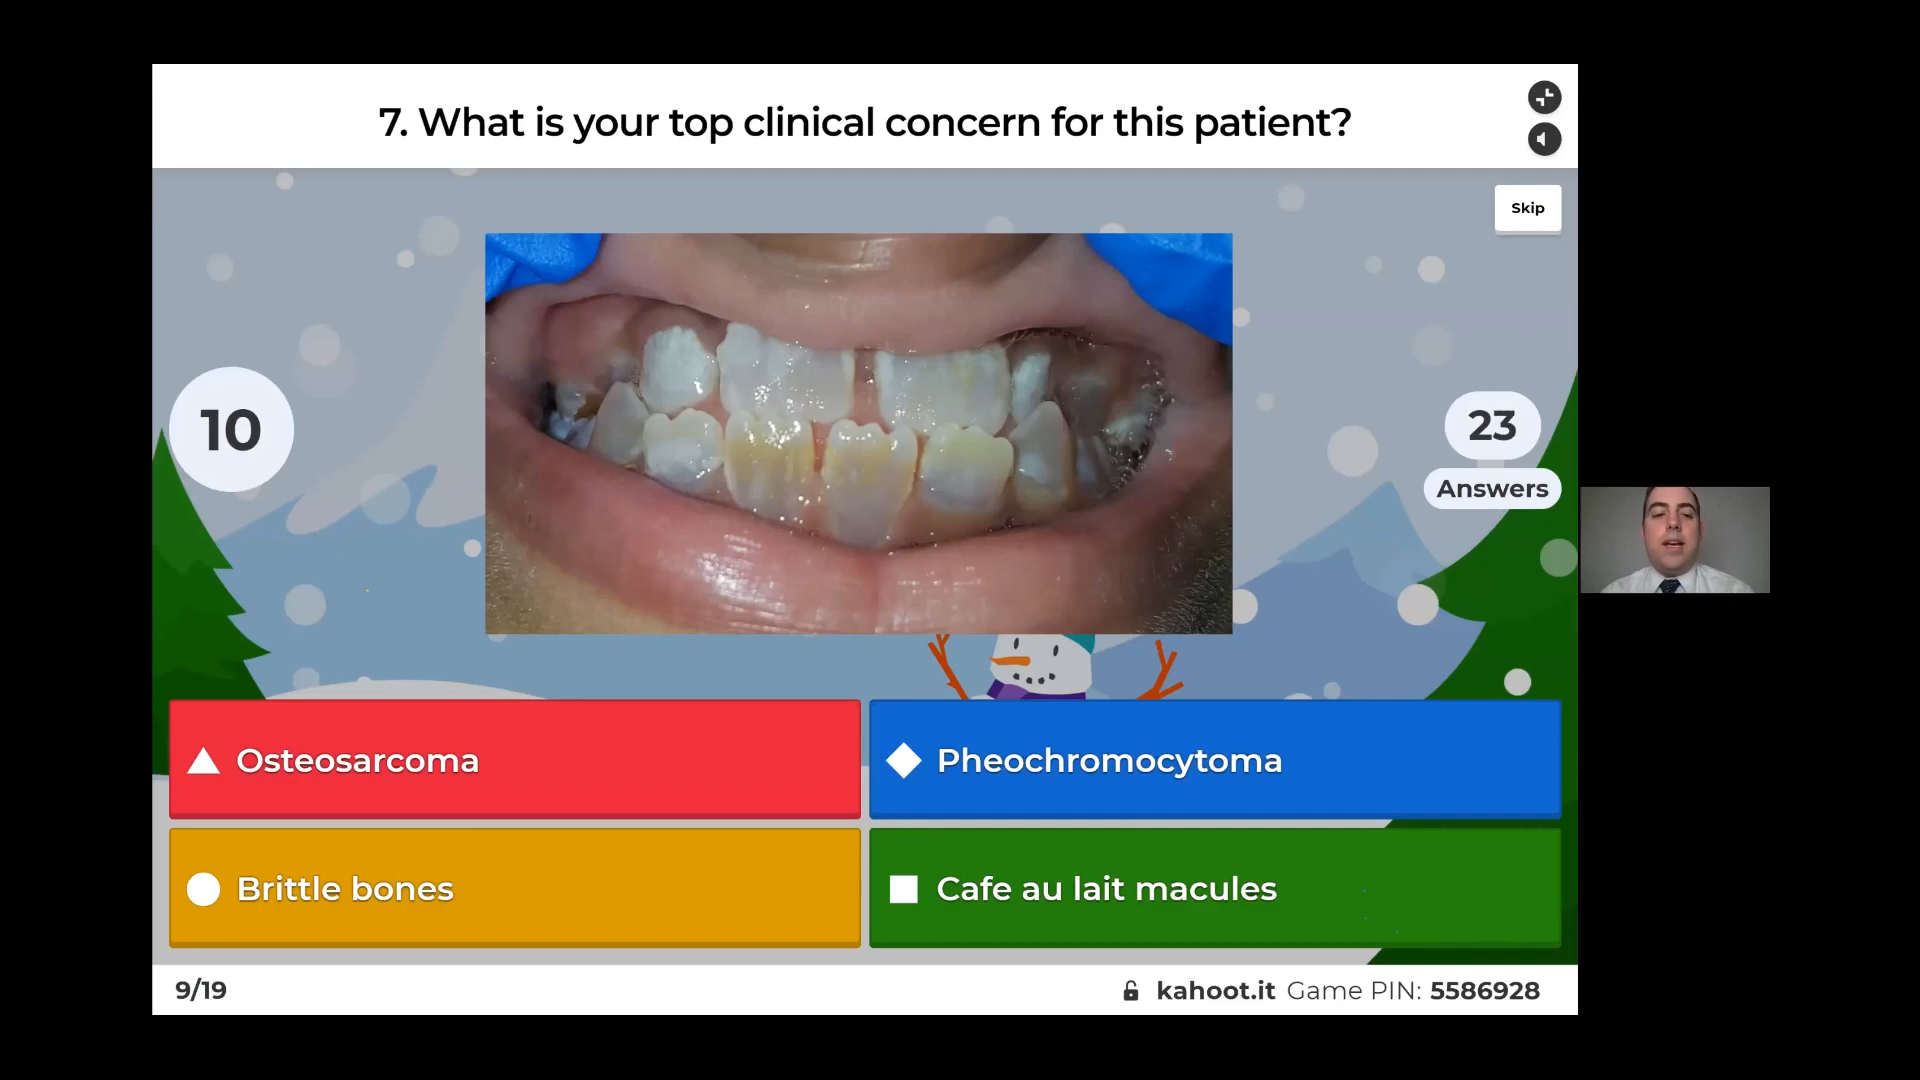 7. What is your top clinical concern for this patient?
Skip
10
23
Answers
Osteosarcoma
Pheochromocytoma
Brittle bones
Cafe au lait macules
9/19
kahoot.it Game PIN: 5586928